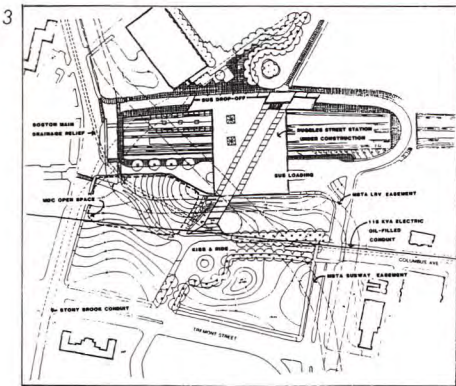 3
BUS DROP-OFF
BOSTON MAIN
DRAINAGE RELIEF
RUGGLES STREET STATION
UNDER CONSTRUCTION
BUS LOADING
MDC OPEN SPACE
MBTA LRV EASEMENT
115 KVA ELECTRIC
OIL-FILLED
CONDUIT
KISS & RIDE
COLUMBUS AVE
MBTA SUBWAY EASEMENT
STONY BROOK CONDUIT
TREMONT STREET